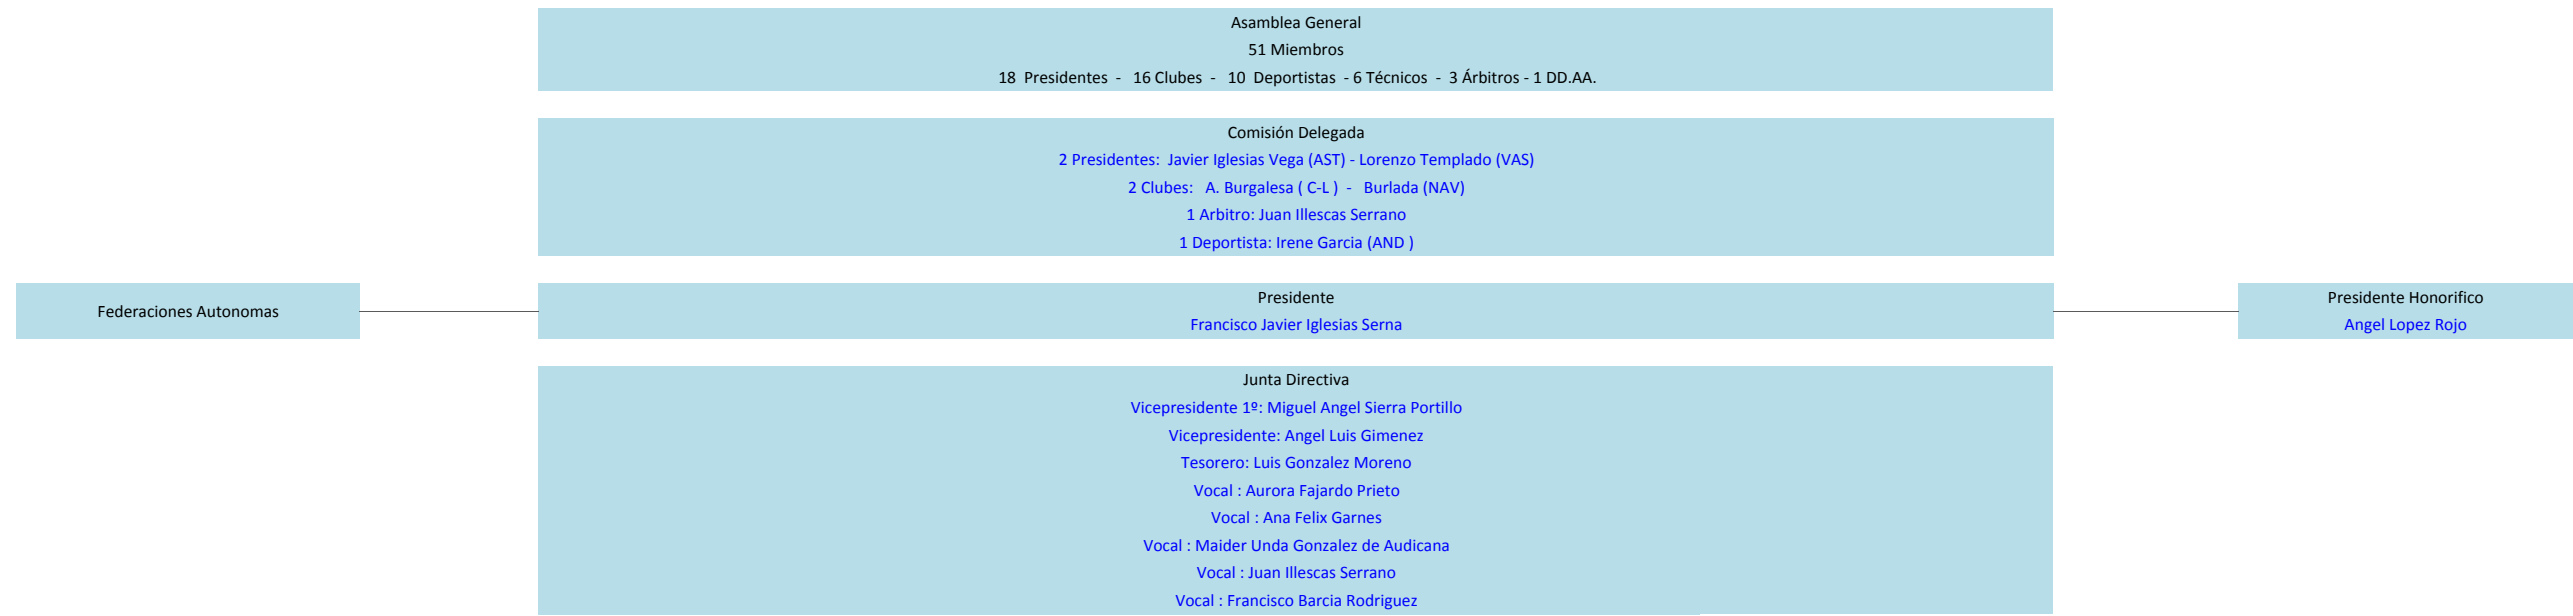 Asamblea General
51 Miembros
18 Presidentes - 16 Clubes - 10 Deportistas - 6 Técnicos - 3 Árbitros - 1 DD.AA.
Comisión Delegada
2 Presidentes: Javier Iglesias Vega (AST) - Lorenzo Templado (VAS)
2 Clubes: A. Burgalesa ( C-L ) - Burlada (NAV)
1 Arbitro: Juan Illescas Serrano
1 Deportista: Irene Garcia (AND )
Federaciones Autonomas
Presidente
Francisco Javier Iglesias Serna
Presidente Honorifico
Angel Lopez Rojo
Junta Directiva
Vicepresidente 1º: Miguel Angel Sierra Portillo
Vicepresidente: Angel Luis Gimenez
Tesorero: Luis Gonzalez Moreno
Vocal : Aurora Fajardo Prieto
Vocal : Ana Felix Garnes
Vocal : Maider Unda Gonzalez de Audicana
Vocal : Juan Illescas Serrano
Vocal : Francisco Barcia Rodriguez